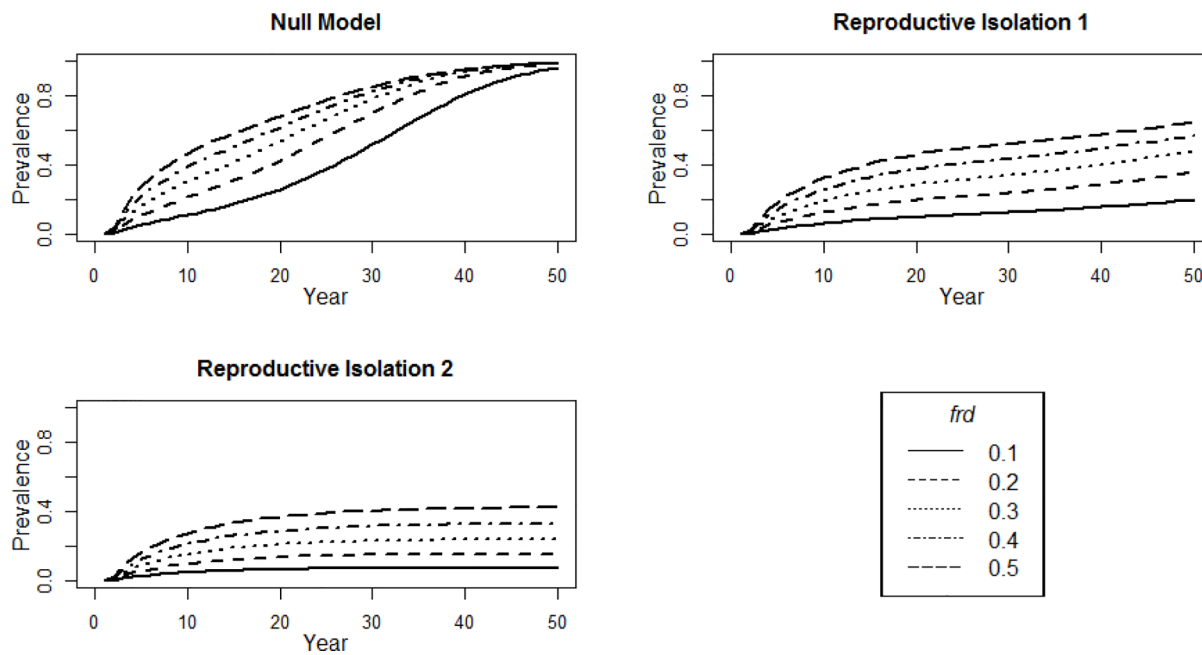 Null Model
Prevalence
0.0 0.4 0.8
0 10 20 30 40 50
Year
Reproductive Isolation 1
Prevalence
0.0 0.4 0.8
0 10 20 30 40 50
Year
Reproductive Isolation 2
Prevalence
0.0 0.4 0.8
0 10 20 30 40 50
Year
frd
0.1
0.2
0.3
0.4
0.5